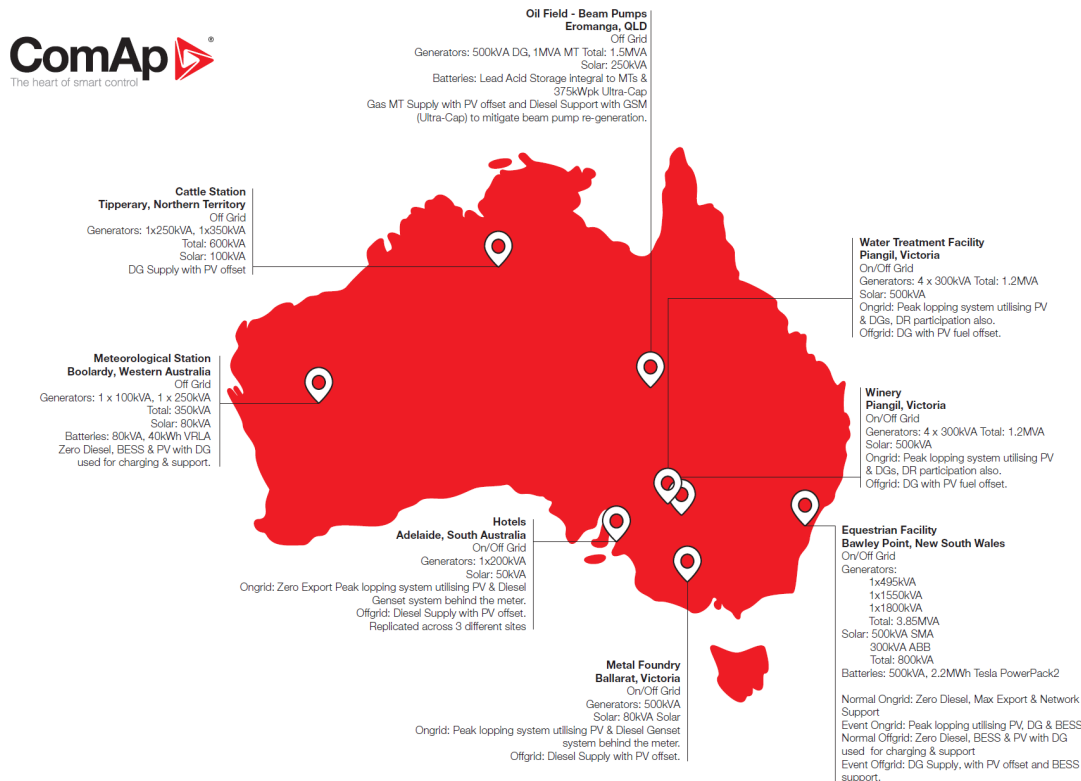 ComAp
®
The heart of smart control
Oil Field - Beam Pumps
Eromanga, QLD
Off Grid
Generators: 500kVA DG, 1MVA MT Total: 1.5MVA
Solar: 250kVA
Batteries: Lead Acid Storage integral to MTs &
375kWpk Ultra-Cap
Gas MT Supply with PV offset and Diesel Support with GSM
(Ultra-Cap) to mitigate beam pump re-generation.
Cattle Station
Tipperary, Northern Territory
Off Grid
Generators: 1x250kVA, 1x350kVA
Total: 600kVA
Solar: 100kVA
DG Supply with PV offset
Water Treatment Facility
Piangil, Victoria
On/Off Grid
Generators: 4 x 300kVA Total: 1.2MVA
Solar: 500kVA
Ongrid: Peak lopping system utilising PV
& DGs, DR participation also.
Offgrid: DG with PV fuel offset.
Meteorological Station
Boolardy, Western Australia
Off Grid
Generators: 1 x 100kVA, 1 x 250kVA
Total: 350kVA
Solar: 80kVA
Batteries: 80kVA, 40kWh VRLA
Zero Diesel, BESS & PV with DG
used for charging & support.
Winery
Piangil, Victoria
On/Off Grid
Generators: 4 x 300kVA Total: 1.2MVA
Solar: 500kVA
Ongrid: Peak lopping system utilising PV
& DGs, DR participation also.
Offgrid: DG with PV fuel offset.
Hotels
Adelaide, South Australia
On/Off Grid
Generators: 1x200kVA
Solar: 50kVA
Ongrid: Zero Export Peak lopping system utilising PV & Diesel
Genset system behind the meter.
Offgrid: Diesel Supply with PV offset.
Replicated across 3 different sites
Equestrian Facility
Bawley Point, New South Wales
On/Off Grid
Generators:
1x495kVA
1x1550kVA
1x1800kVA
Total: 3.85MVA
Solar: 500kVA SMA
300kVA ABB
Total: 800kVA
Batteries: 500kVA, 2.2MWh Tesla PowerPack2
Normal Ongrid: Zero Diesel, Max Export & Network
Support
Event Ongrid: Peak lopping utilising PV, DG & BESS
Normal Offgrid: Zero Diesel, BESS & PV with DG
used for charging & support
Event Offgrid: DG Supply, with PV offset and BESS
support.
Metal Foundry
Ballarat, Victoria
On/Off Grid
Generators: 500kVA
Solar: 80kVA Solar
Ongrid: Peak lopping system utilising PV & Diesel Genset
system behind the meter.
Offgrid: Diesel Supply with PV offset.